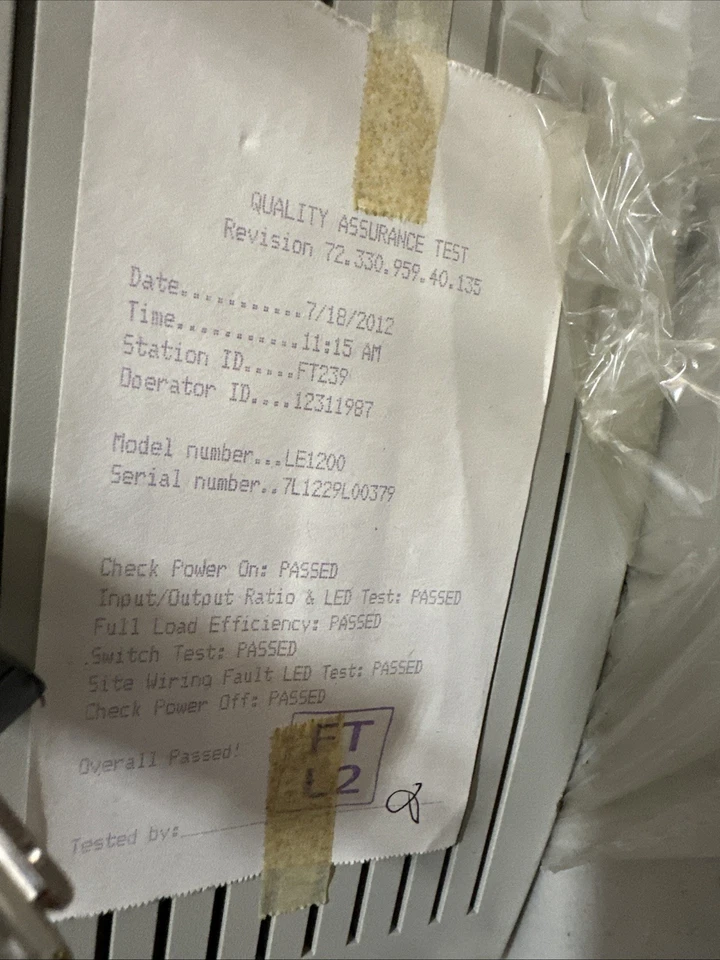 QUALITY ASSURANCE TEST
Revision 72.330.959.40.135
Date...........7/18/2012
Time...........11:15 AM
Station ID.....FT239
Operator ID....12311987
Model number...LE1200
Serial number..7L1229L00379
Check Power On: PASSED
Input/Output Ratio & LED Test: PASSED
Full Load Efficiency: PASSED
Switch Test: PASSED
Site Wiring Fault LED Test: PASSED
Check Power Off: PASSED
Overall Passed!
FT
L2
Tested by: